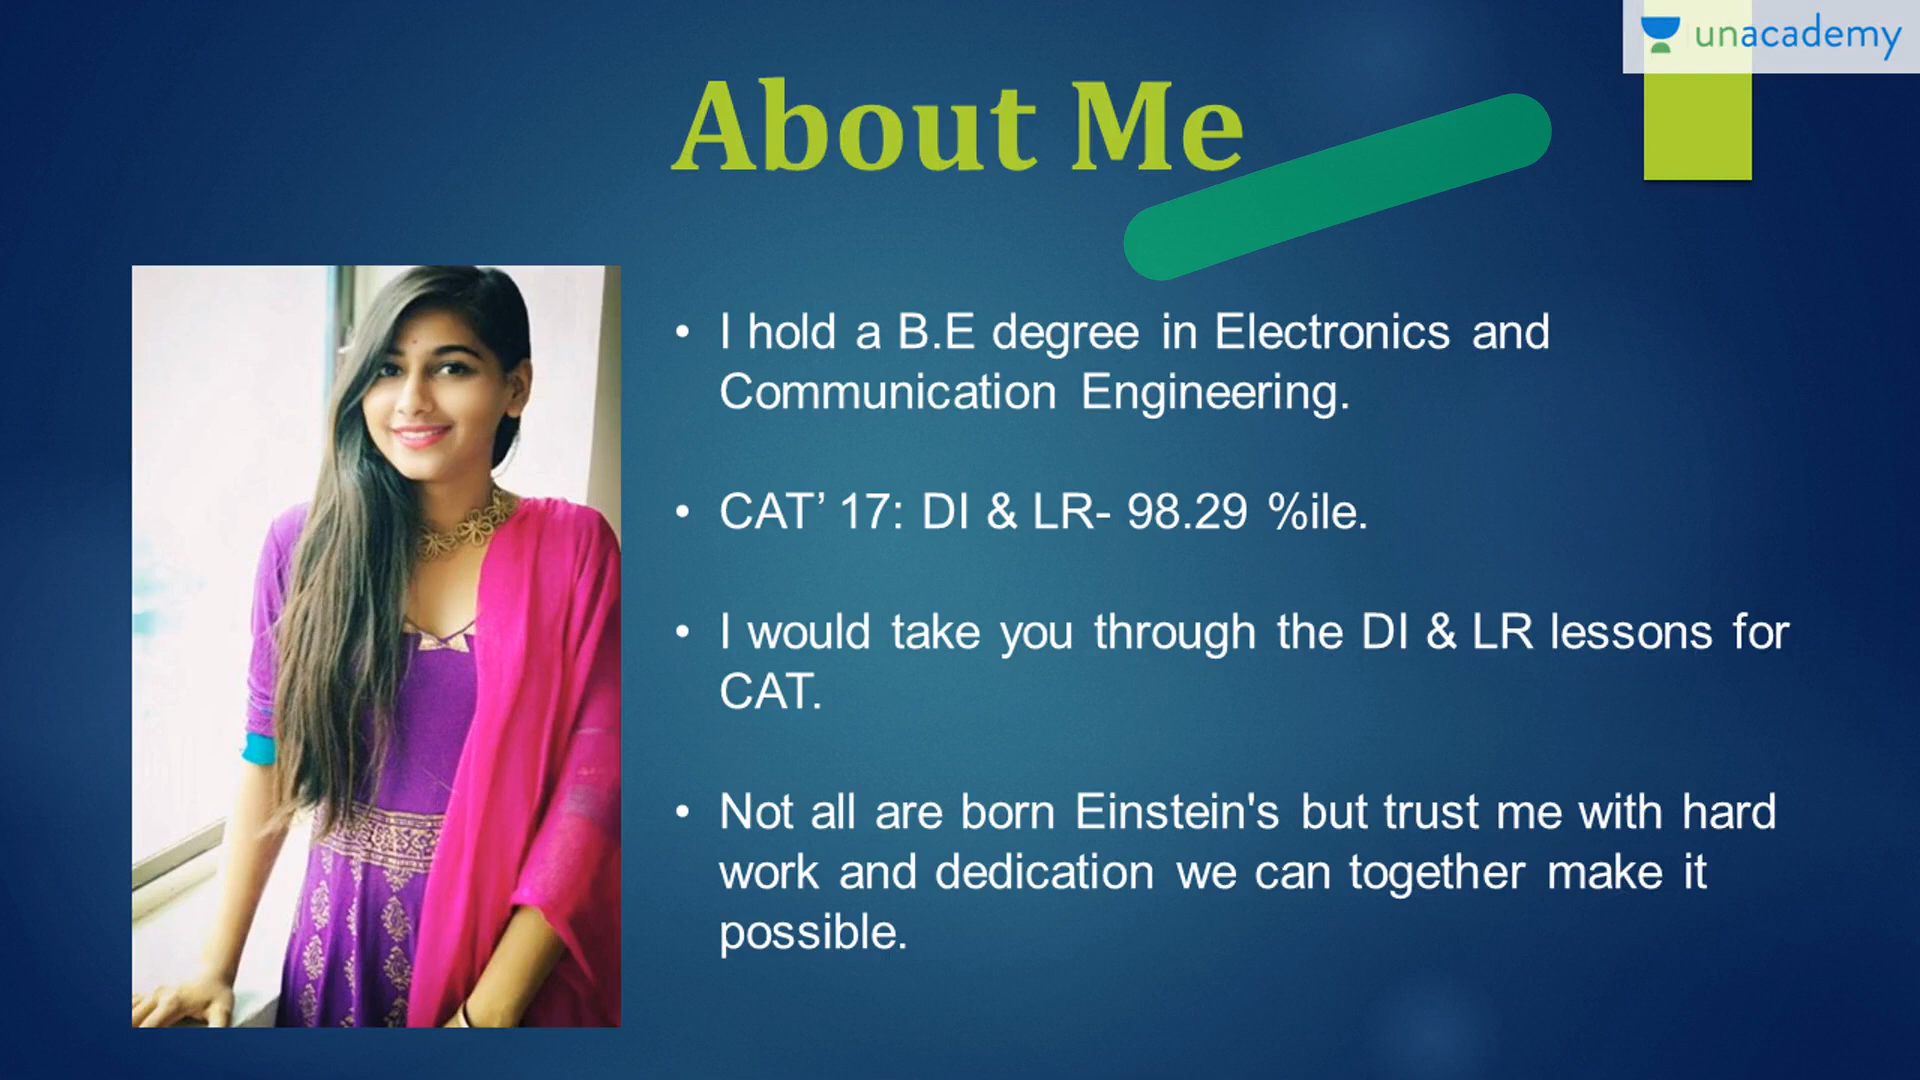 unacademy
About Me
• I hold a B.E degree in Electronics and
Communication Engineering.
• CAT’ 17: DI & LR- 98.29 %ile.
• I would take you through the DI & LR lessons for
CAT.
• Not all are born Einstein's but trust me with hard
work and dedication we can together make it
possible.